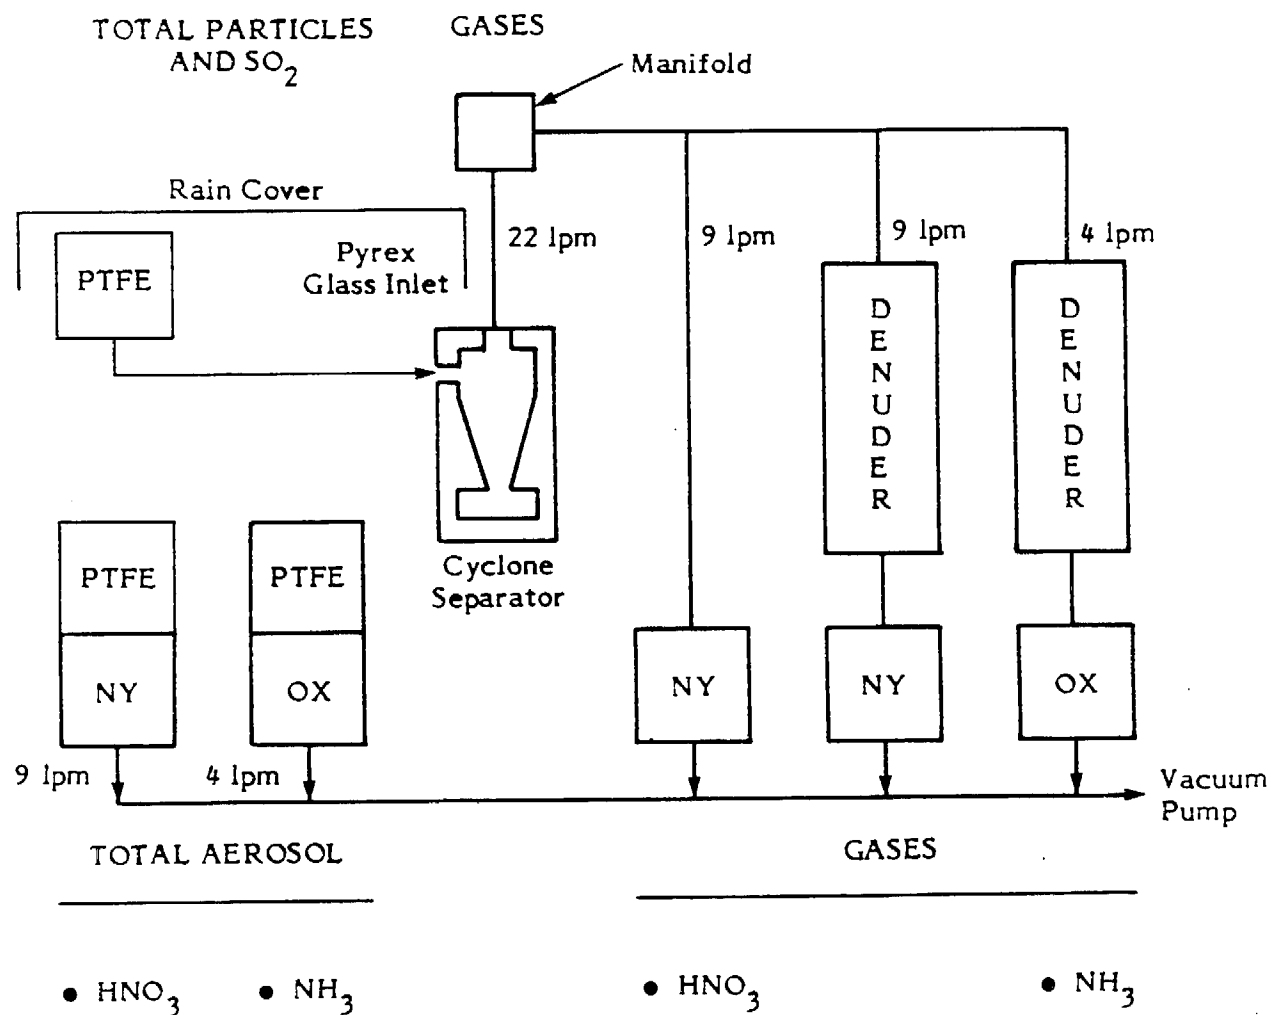 TOTAL PARTICLES
AND SO2
GASES
Manifold
Rain Cover
Pyrex
Glass Inlet
PTFE
22 lpm
9 lpm
9 lpm
4 lpm
DENUDER
DENUDER
Cyclone
Separator
PTFE
PTFE
NY
OX
NY
NY
OX
9 lpm
4 lpm
Vacuum
Pump
TOTAL AEROSOL
GASES
• HNO3
• NH3
• HNO3
• NH3